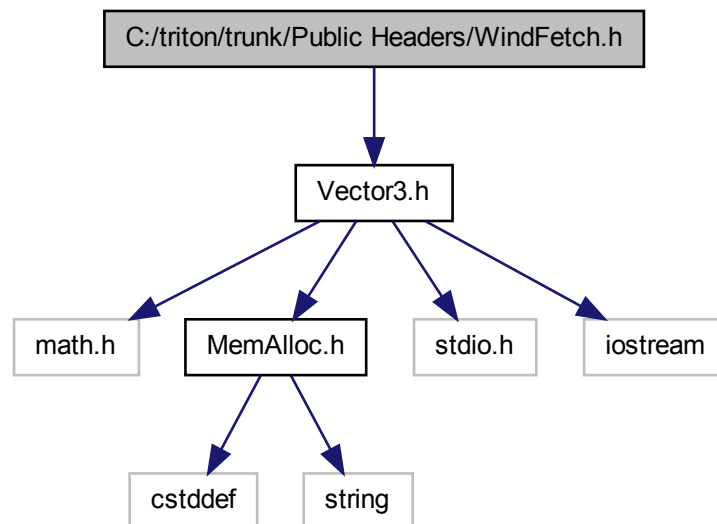 C:/triton/trunk/Public Headers/WindFetch.h
Vector3.h
math.h
MemAlloc.h
stdio.h
iostream
cstddef
string